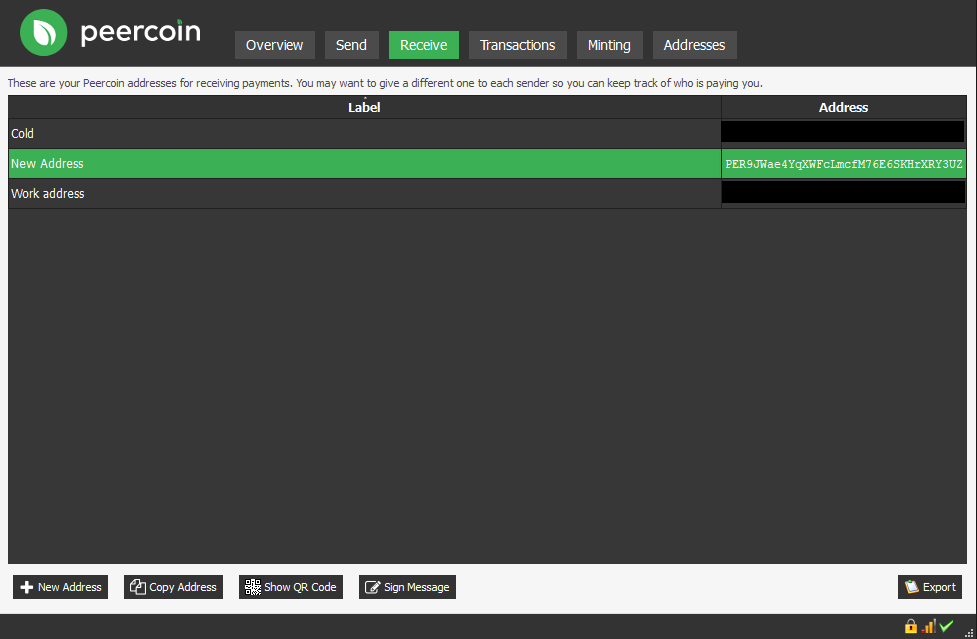 peercoin
Overview Send Receive Transactions Minting Addresses
These are your Peercoin addresses for receiving payments. You may want to give a different one to each sender so you can keep track of who is paying you.
Label Address
Cold
New Address PER9JWae4YqXWFcLmcfM76E6SKHrXRY3UZ
Work address
New Address Copy Address Show QR Code Sign Message Export